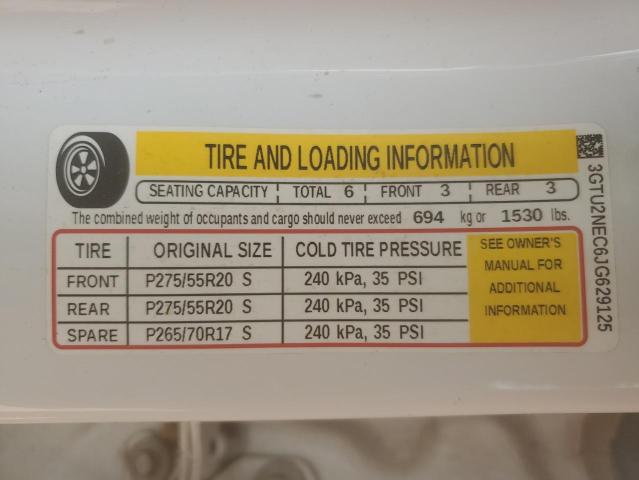 TIRE AND LOADING INFORMATION
SEATING CAPACITY TOTAL 6 FRONT 3 REAR 3
The combined weight of occupants and cargo should never exceed 694 kg or 1530 lbs.
TIRE ORIGINAL SIZE COLD TIRE PRESSURE
FRONT P275/55R20 S 240 kPa, 35 PSI
REAR P275/55R20 S 240 kPa, 35 PSI
SPARE P265/70R17 S 240 kPa, 35 PSI
SEE OWNER'S
MANUAL FOR
ADDITIONAL
INFORMATION
3GTU2NEC6JG629125